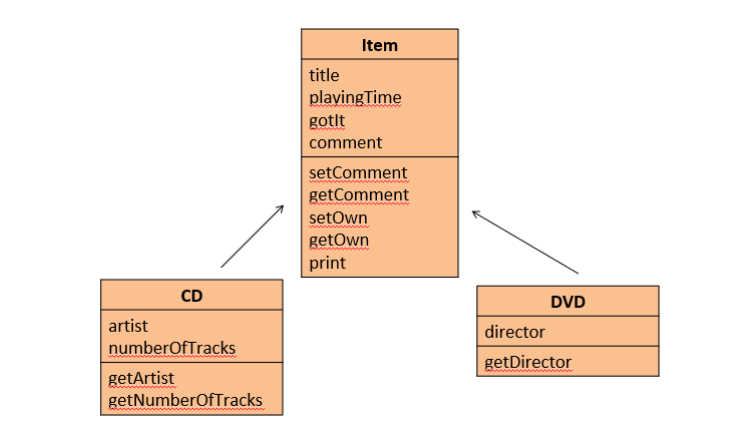 Item
title
playingTime
gotIt
comment
setComment
getComment
setOwn
getOwn
print
CD
artist
numberOfTracks
getArtist
getNumberOfTracks
DVD
director
getDirector